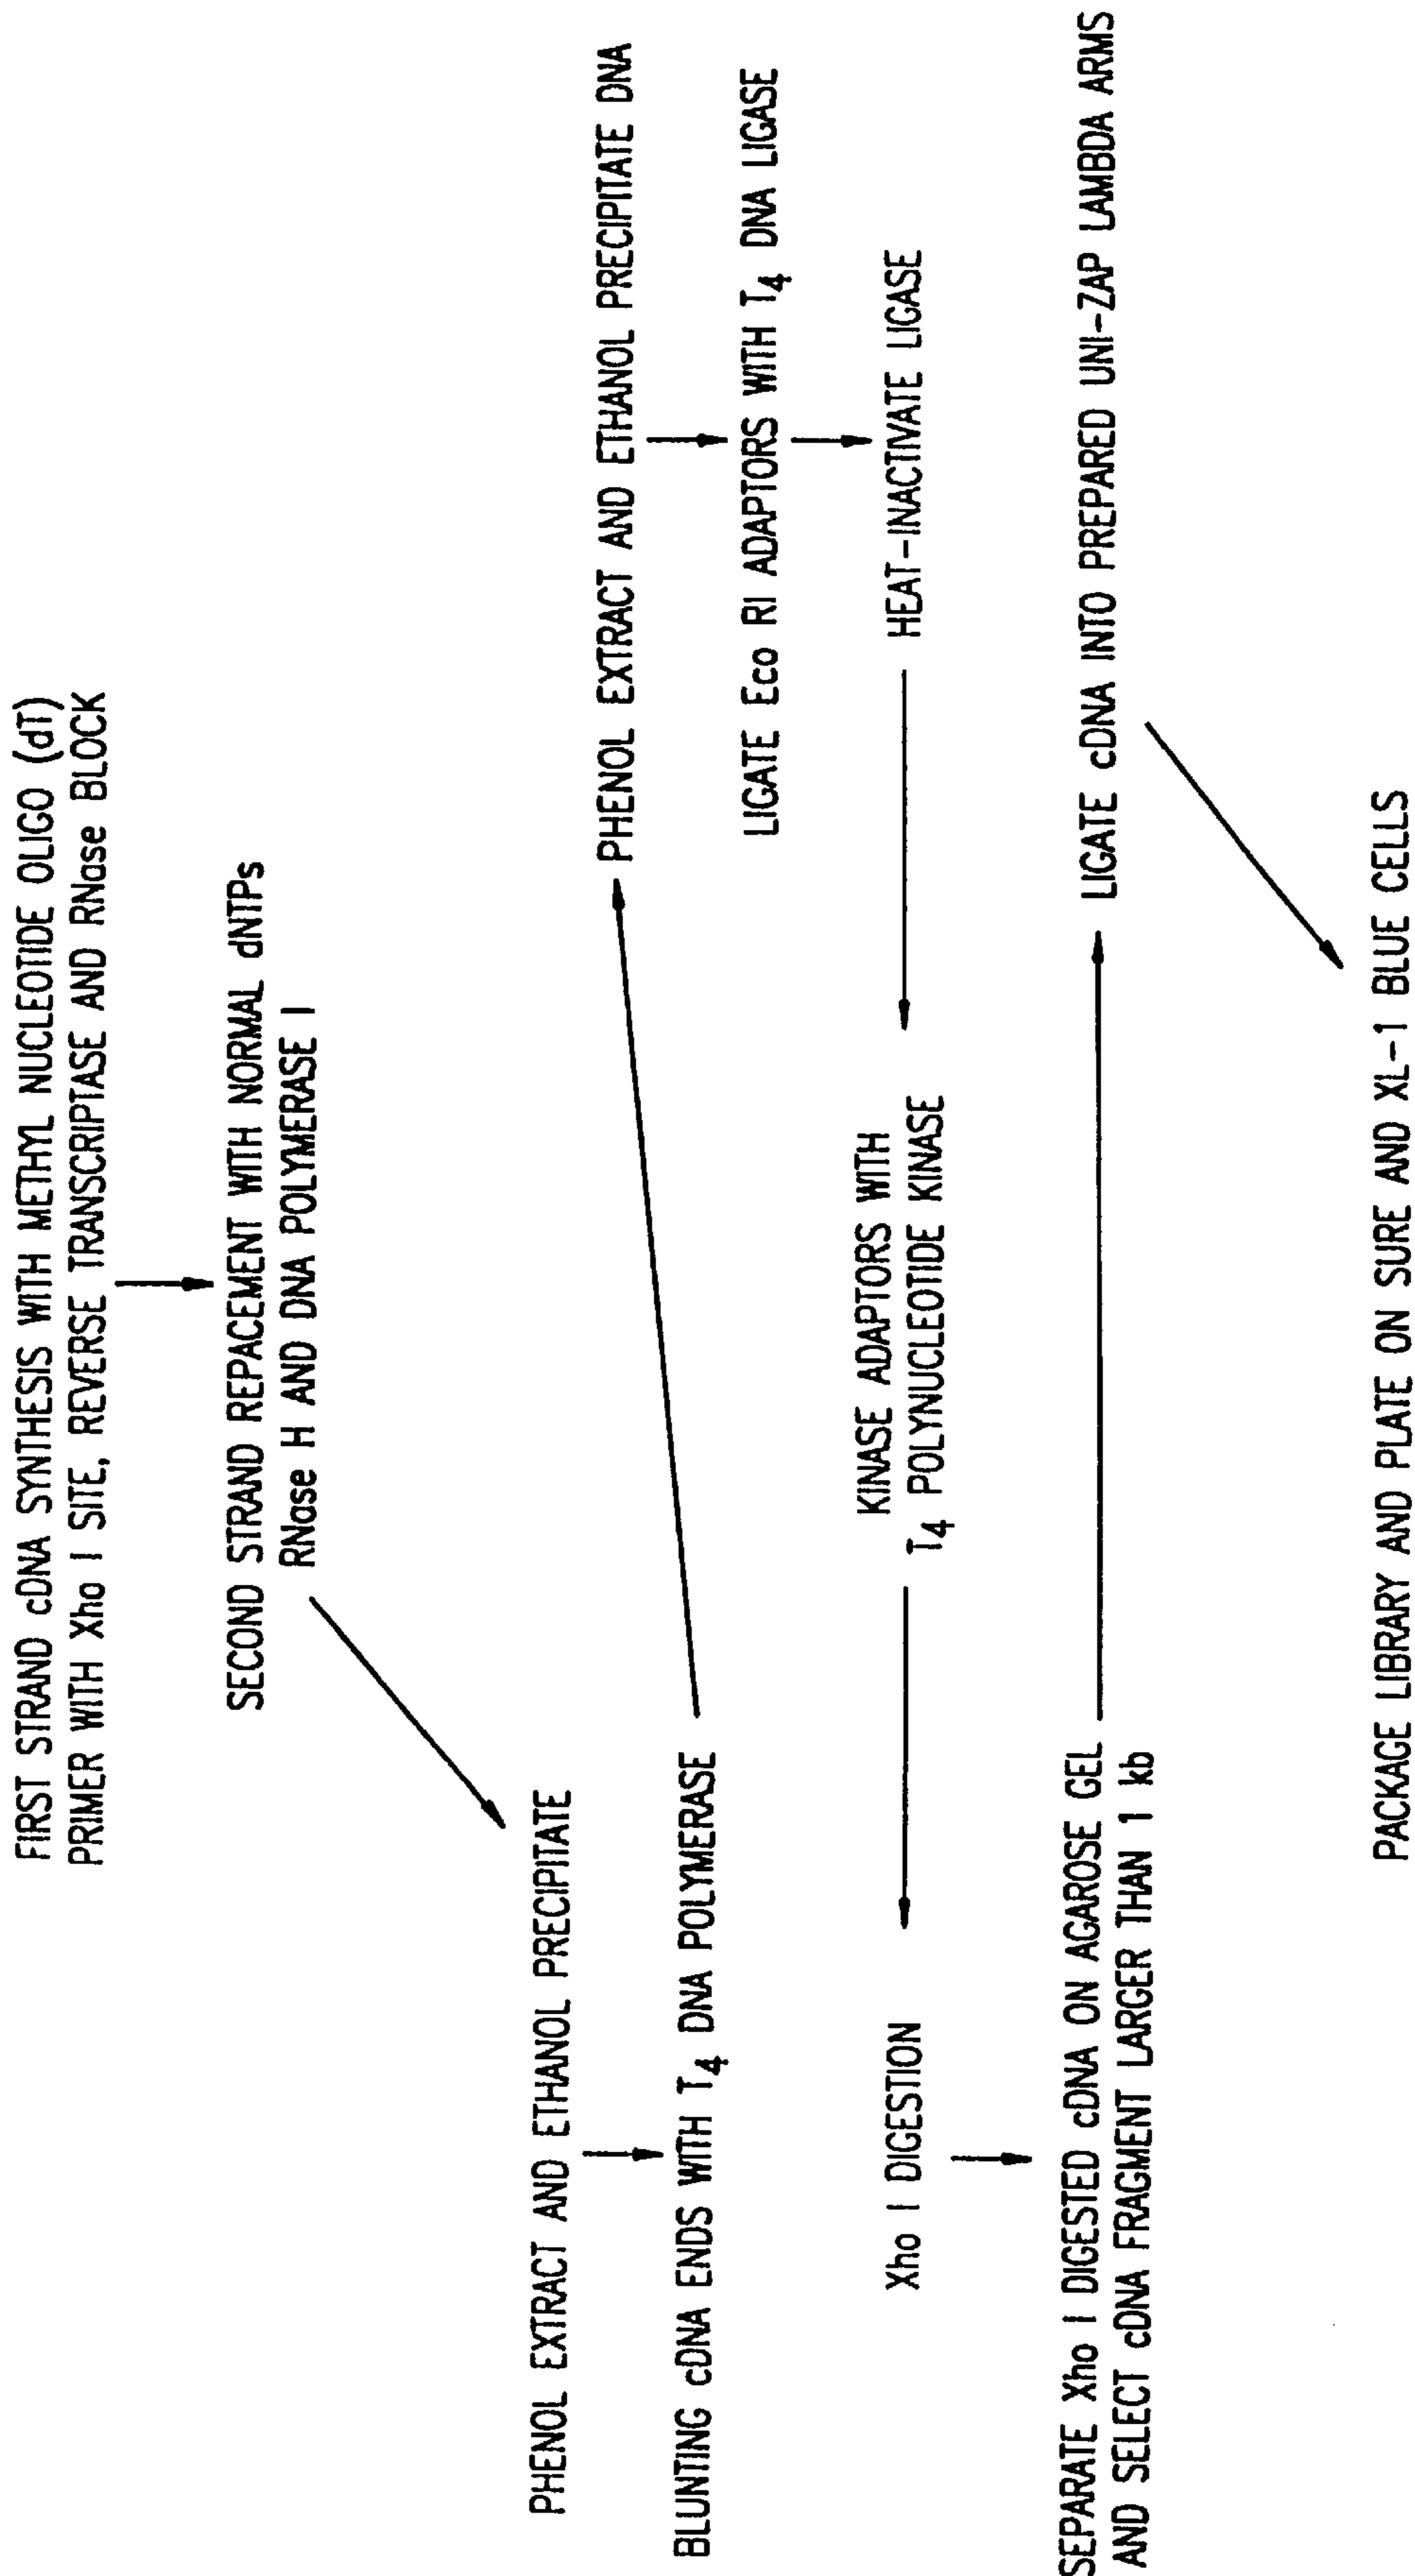 FIRST STRAND cDNA SYNTHESIS WITH METHYL NUCLEOTIDE OLIGO (dT)
PRIMER WITH Xho I SITE, REVERSE TRANSCRIPTASE AND RNase BLOCK
SECOND STRAND REPACEMENT WITH NORMAL dNTPs
RNase H AND DNA POLYMERASE I
PHENOL EXTRACT AND ETHANOL PRECIPITATE
BLUNTING cDNA ENDS WITH T4 DNA POLYMERASE
PHENOL EXTRACT AND ETHANOL PRECIPITATE DNA
LIGATE Eco RI ADAPTORS WITH T4 DNA LIGASE
HEAT-INACTIVATE LIGASE
KINASE ADAPTORS WITH
T4 POLYNUCLEOTIDE KINASE
Xho I DIGESTION
SEPARATE Xho I DIGESTED cDNA ON AGAROSE GEL
AND SELECT cDNA FRAGMENT LARGER THAN 1 kb
LIGATE cDNA INTO PREPARED UNI-ZAP LAMBDA ARMS
PACKAGE LIBRARY AND PLATE ON SURE AND XL-1 BLUE CELLS